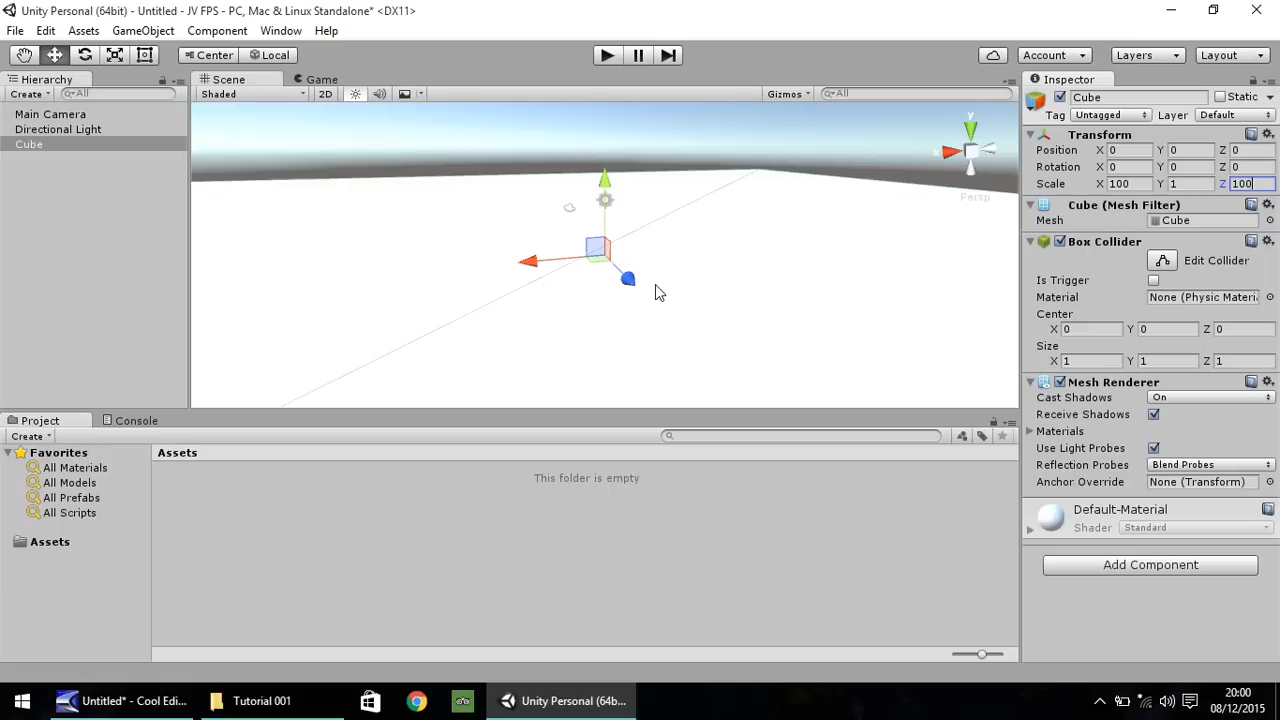 Unity Personal (64bit) - Untitled - JV FPS - PC, Mac & Linux Standalone* <DX11>
File Edit Assets GameObject Component Window Help
Center Local Account Layers Layout
Hierarchy Scene Game Inspector
Create All Shaded 2D Gizmos All Cube Static
Main Camera Tag Untagged Layer Default
Directional Light y Transform
Cube x Position X 0 Y 0 Z 0
Rotation X 0 Y 0 Z 0
Persp Scale X 100 Y 1 Z 100
Cube (Mesh Filter)
Mesh Cube
Box Collider
Edit Collider
Is Trigger
Material None (Physic Materi
Center
X 0 Y 0 Z 0
Size
X 1 Y 1 Z 1
Mesh Renderer
Cast Shadows On
Receive Shadows
Materials
Use Light Probes
Reflection Probes Blend Probes
Anchor Override None (Transform)
Default-Material
Shader Standard
Add Component
Project Console
Create
Favorites Assets
All Materials This folder is empty
All Models
All Prefabs
All Scripts
Assets
Untitled* - Cool Edi... Tutorial 001 Unity Personal (64b... 20:00
08/12/2015